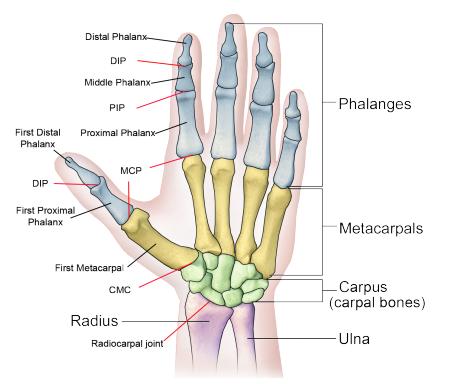 Distal Phalanx
DIP
Middle Phalanx
PIP
Proximal Phalanx
First Distal
Phalanx
MCP
DIP
First Proximal
Phalanx
First Metacarpal
CMC
Radius
Radiocarpal joint
Phalanges
Metacarpals
Carpus
(carpal bones)
Ulna